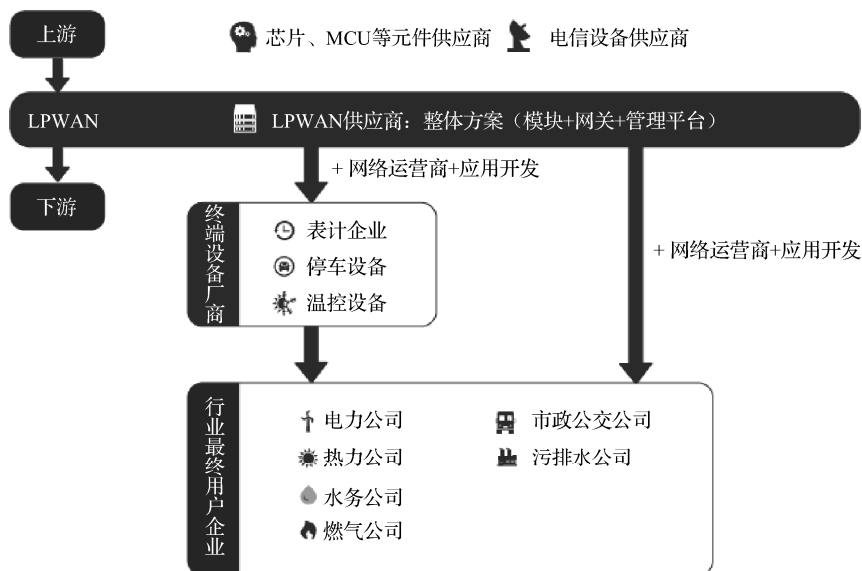 上游
芯片、MCU等元件供应商
电信设备供应商
LPWAN
LPWAN供应商：整体方案（模块+网关+管理平台）
下游
+ 网络运营商+应用开发
+ 网络运营商+应用开发
终端设备厂商
表计企业
停车设备
温控设备
行业最终用户企业
电力公司
热力公司
水务公司
燃气公司
市政公交公司
污排水公司